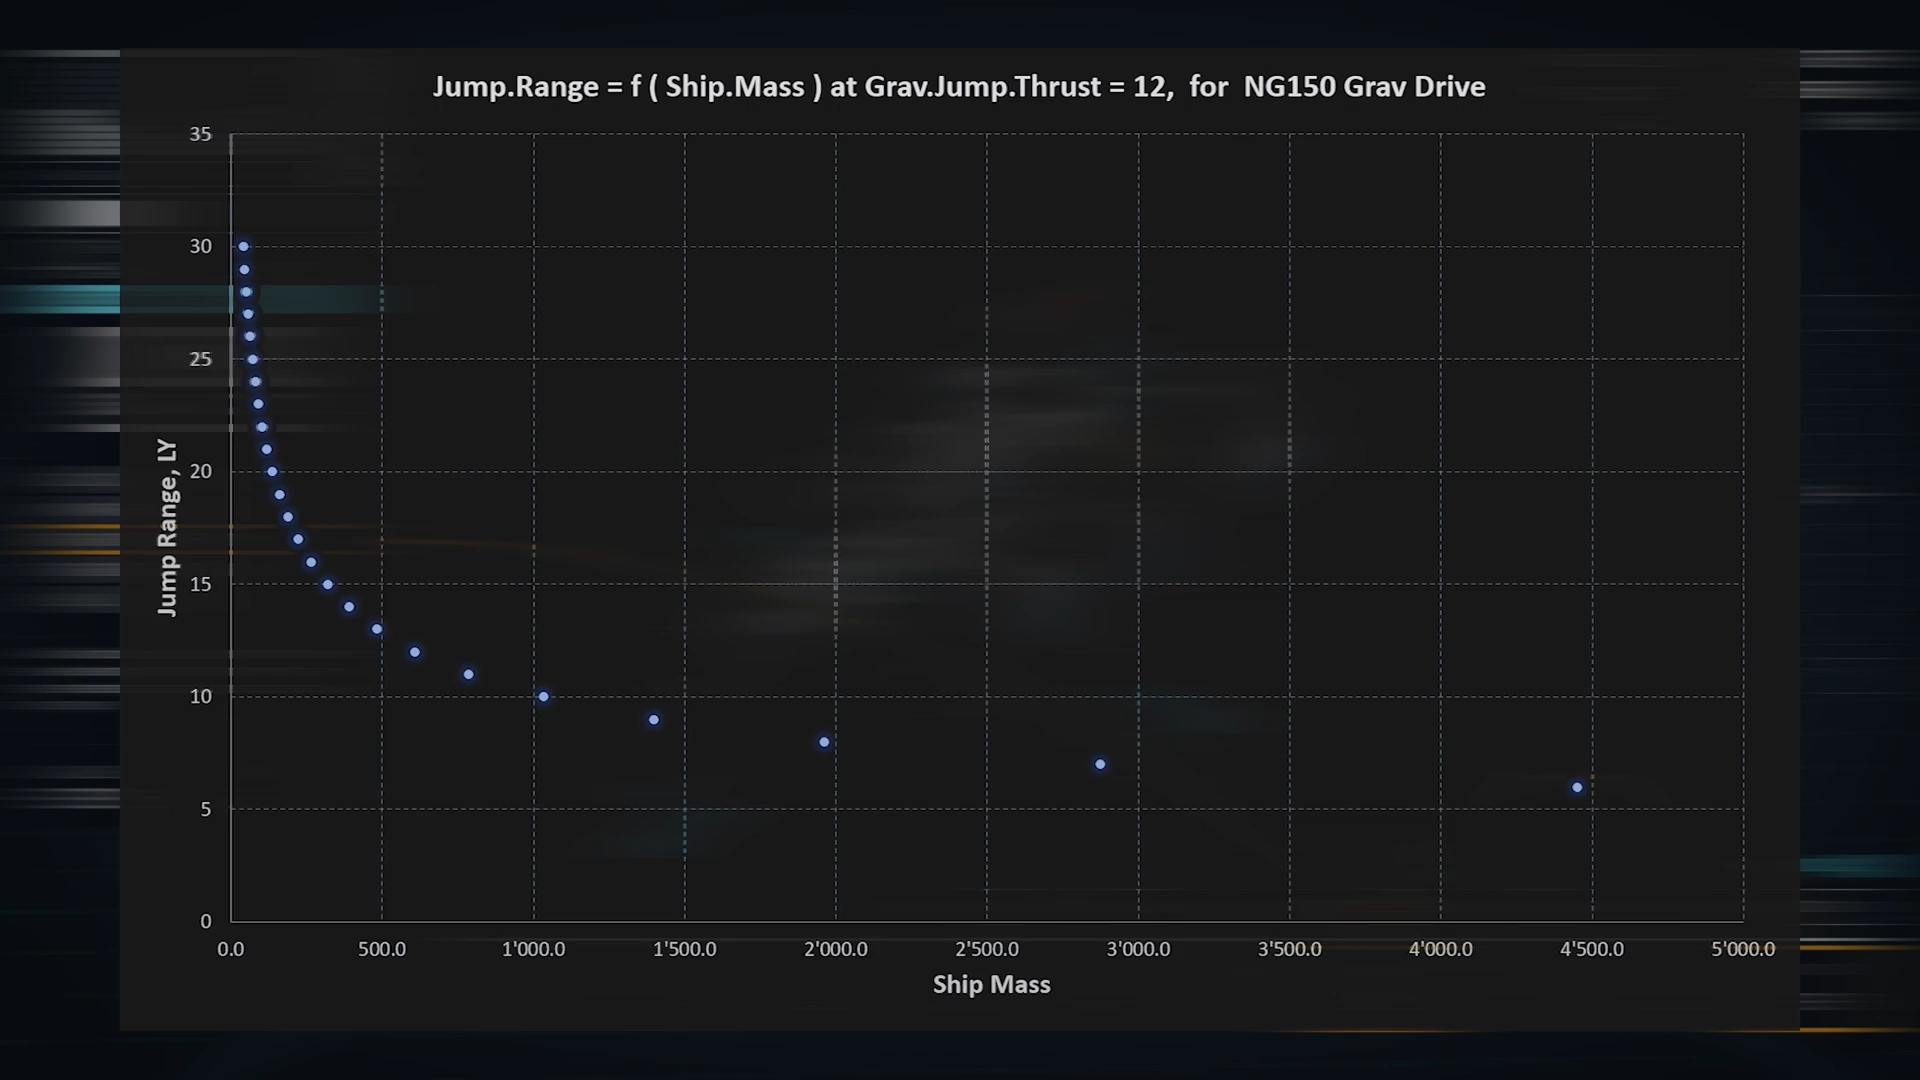 Jump.Range = f ( Ship.Mass ) at Grav.Jump.Thrust = 12,  for  NG150 Grav Drive
35
30
25
20
15
10
5
0
Jump Range, LY
0.0 500.0 1'000.0 1'500.0 2'000.0 2'500.0 3'000.0 3'500.0 4'000.0 4'500.0 5'000.0
Ship Mass